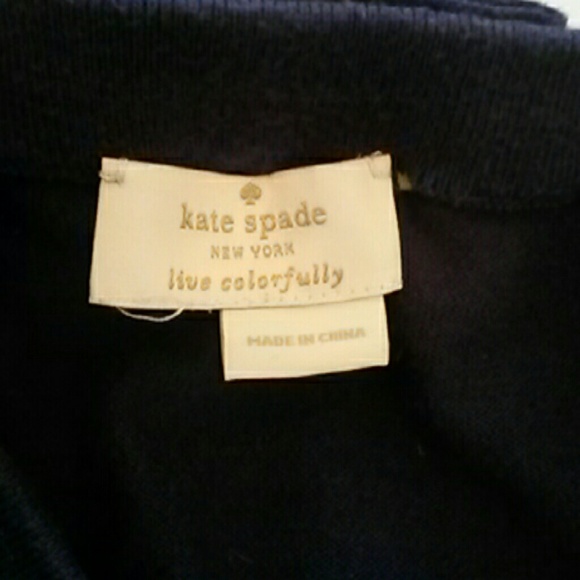 kate spade
NEW YORK
live colorfully
MADE IN CHINA